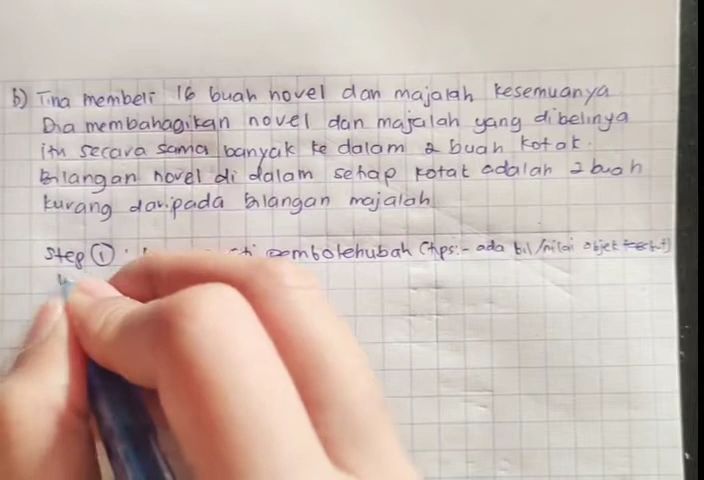 b) Tina membeli 16 buah novel dan majalah kesemuanya
Dia membahagikan novel dan majalah yang dibelinya
itu secara sama banyak ke dalam 2 buah kotak.
Bilangan novel di dalam setiap kotak adalah 2 buah
kurang daripada bilangan majalah
Step ①: pembolehubah (tips:- ada bil/nilai objek